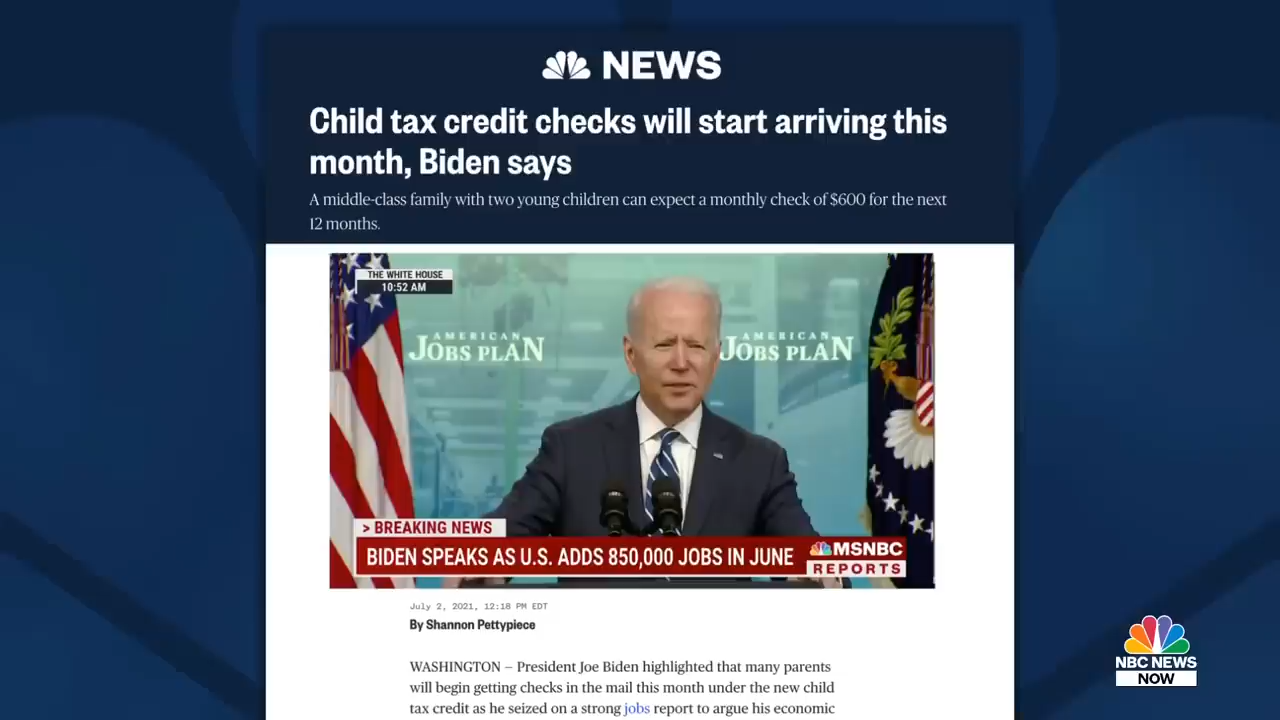 NEWS
Child tax credit checks will start arriving this
month, Biden says
A middle-class family with two young children can expect a monthly check of $600 for the next
12 months.
THE WHITE HOUSE
10:52 AM
AMERICAN
JOBS PLAN
AMERICAN
JOBS PLAN
> BREAKING NEWS
BIDEN SPEAKS AS U.S. ADDS 850,000 JOBS IN JUNE
MSNBC
REPORTS
July 2, 2021, 12:18 PM EDT
By Shannon Pettypiece
WASHINGTON — President Joe Biden highlighted that many parents
will begin getting checks in the mail this month under the new child
tax credit as he seized on a strong jobs report to argue his economic
NBC NEWS
NOW